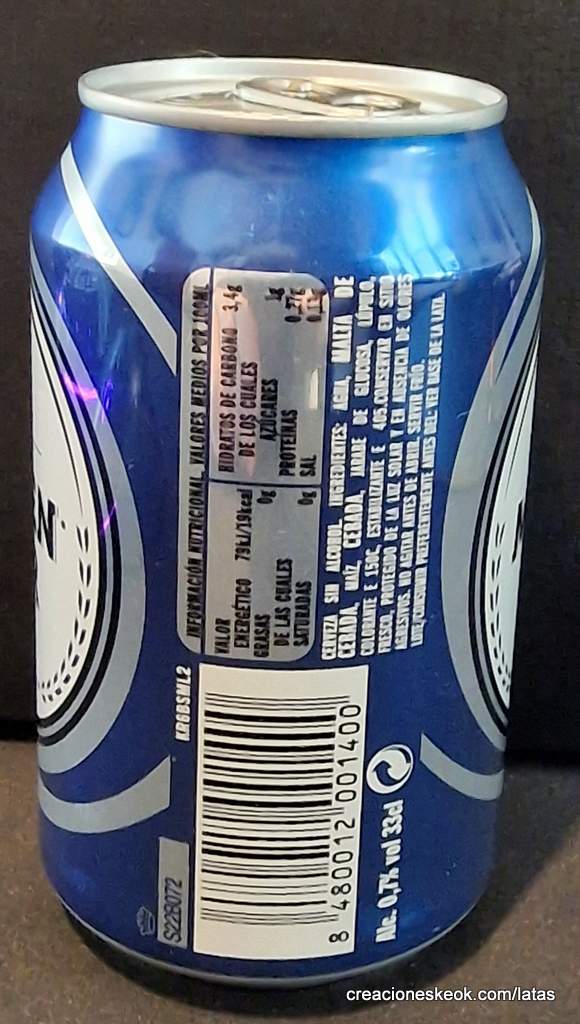 INFORMACIÓN NUTRICIONAL. VALORES MEDIOS POR 100ML
VALOR
ENERGÉTICO 79kJ/19kcal
GRASAS 0g
DE LAS CUALES
SATURADAS 0g
HIDRATOS DE CARBONO 3,4g
DE LOS CUALES
AZÚCARES 1g
PROTEÍNAS
SAL
CERVEZA SIN ALCOHOL. INGREDIENTES: AGUA, MALTA DE
CEBADA, MAÍZ, CEBADA, JARABE DE GLUCOSA, LÚPULO,
COLORANTE E 150C, ESTABILIZANTE E 405. CONSERVAR EN SITIO
FRESCO, PROTEGIDO DE LA LUZ SOLAR Y EN AUSENCIA DE OLORES
AGRESIVOS. NO AGITAR ANTES DE ABRIR. SERVIR FRÍO.
CONSUMIR PREFERENTEMENTE ANTES DEL: VER BASE DE LA LATA.
KR6DSML2
8 480012 001400
Alc. 0,7% vol 33cl
S228072
creacioneskeok.com/latas